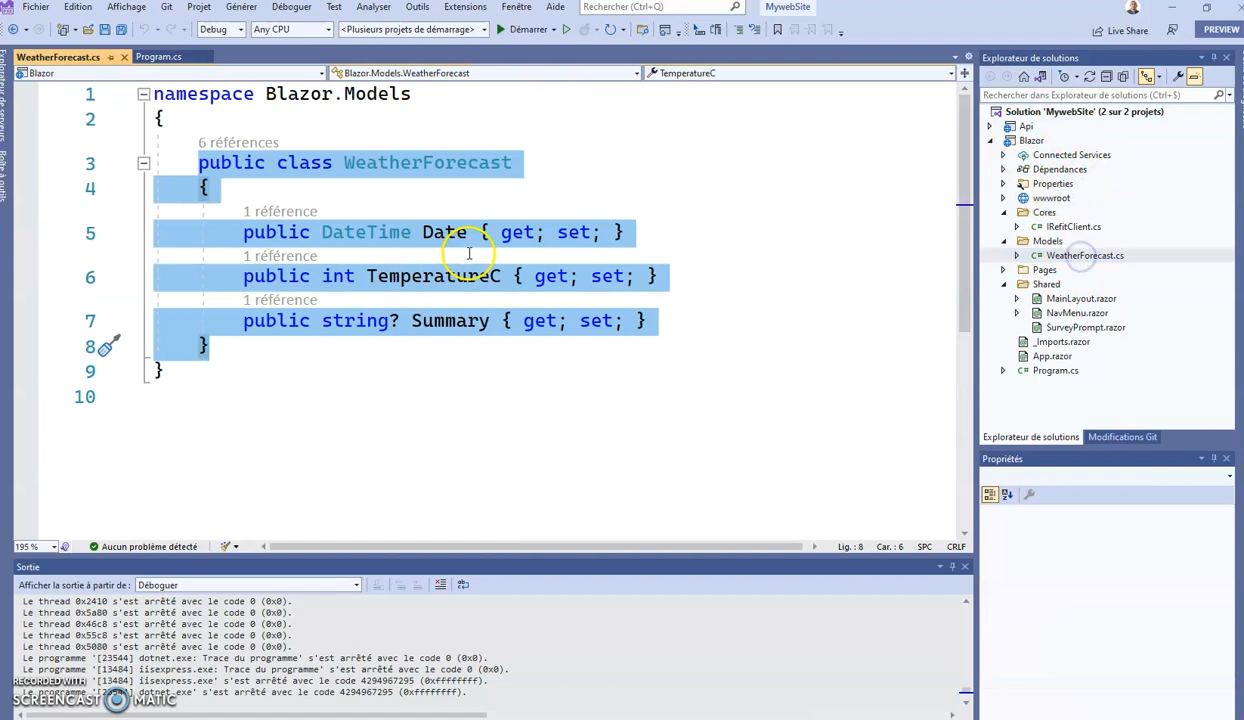 Fichier Edition Affichage Git Projet Générer Déboguer Test Analyser Outils Extensions Fenêtre Aide Rechercher (Ctrl+Q) MywebSite
Debug Any CPU <Plusieurs projets de démarrage> Démarrer Live Share PREVIEW
Explorateur de serveurs
Boîte à outils
WeatherForecast.cs Program.cs
Blazor Blazor.Models.WeatherForecast TemperatureC
1 namespace Blazor.Models
2 {
6 références
3 public class WeatherForecast
4 {
1 référence
5 public DateTime Date { get; set; }
1 référence
6 public int TemperatureC { get; set; }
1 référence
7 public string? Summary { get; set; }
8 }
9 }
10
195 % Aucun problème détecté Lig. : 8 Car. : 6 SPC CRLF
Sortie
Afficher la sortie à partir de : Déboguer
Le thread 0x2410 s'est arrêté avec le code 0 (0x0).
Le thread 0x5a80 s'est arrêté avec le code 0 (0x0).
Le thread 0x46c8 s'est arrêté avec le code 0 (0x0).
Le thread 0x55c8 s'est arrêté avec le code 0 (0x0).
Le thread 0x5080 s'est arrêté avec le code 0 (0x0).
Le programme '[23544] dotnet.exe: Trace du programme' s'est arrêté avec le code 0 (0x0).
Le programme '[13484] iisexpress.exe: Trace du programme' s'est arrêté avec le code 0 (0x0).
Le programme '[13484] iisexpress.exe' s'est arrêté avec le code 4294967295 (0xffffffff).
dotnet.exe' s'est arrêté avec le code 4294967295 (0xffffffff).
RECORDED WITH
SCREENCAST MATIC
Explorateur de solutions
Rechercher dans Explorateur de solutions (Ctrl+$)
Solution 'MywebSite' (2 sur 2 projets)
Api
Blazor
Connected Services
Dépendances
Properties
wwwroot
Cores
IRefitClient.cs
Models
WeatherForecast.cs
Pages
Shared
MainLayout.razor
NavMenu.razor
SurveyPrompt.razor
_Imports.razor
App.razor
Program.cs
Explorateur de solutions Modifications Git
Propriétés